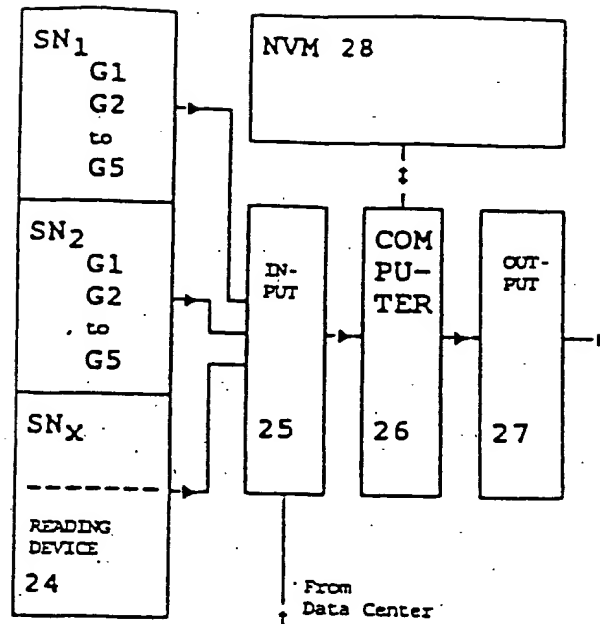 SN1
G1
G2
to
G5
SN2
G1
G2
to
G5
SNX
READING
DEVICE
24
NVM 28
IN-
PUT
25
COM
PU-
TER
26
OUT-
PUT
27
From
Data Center